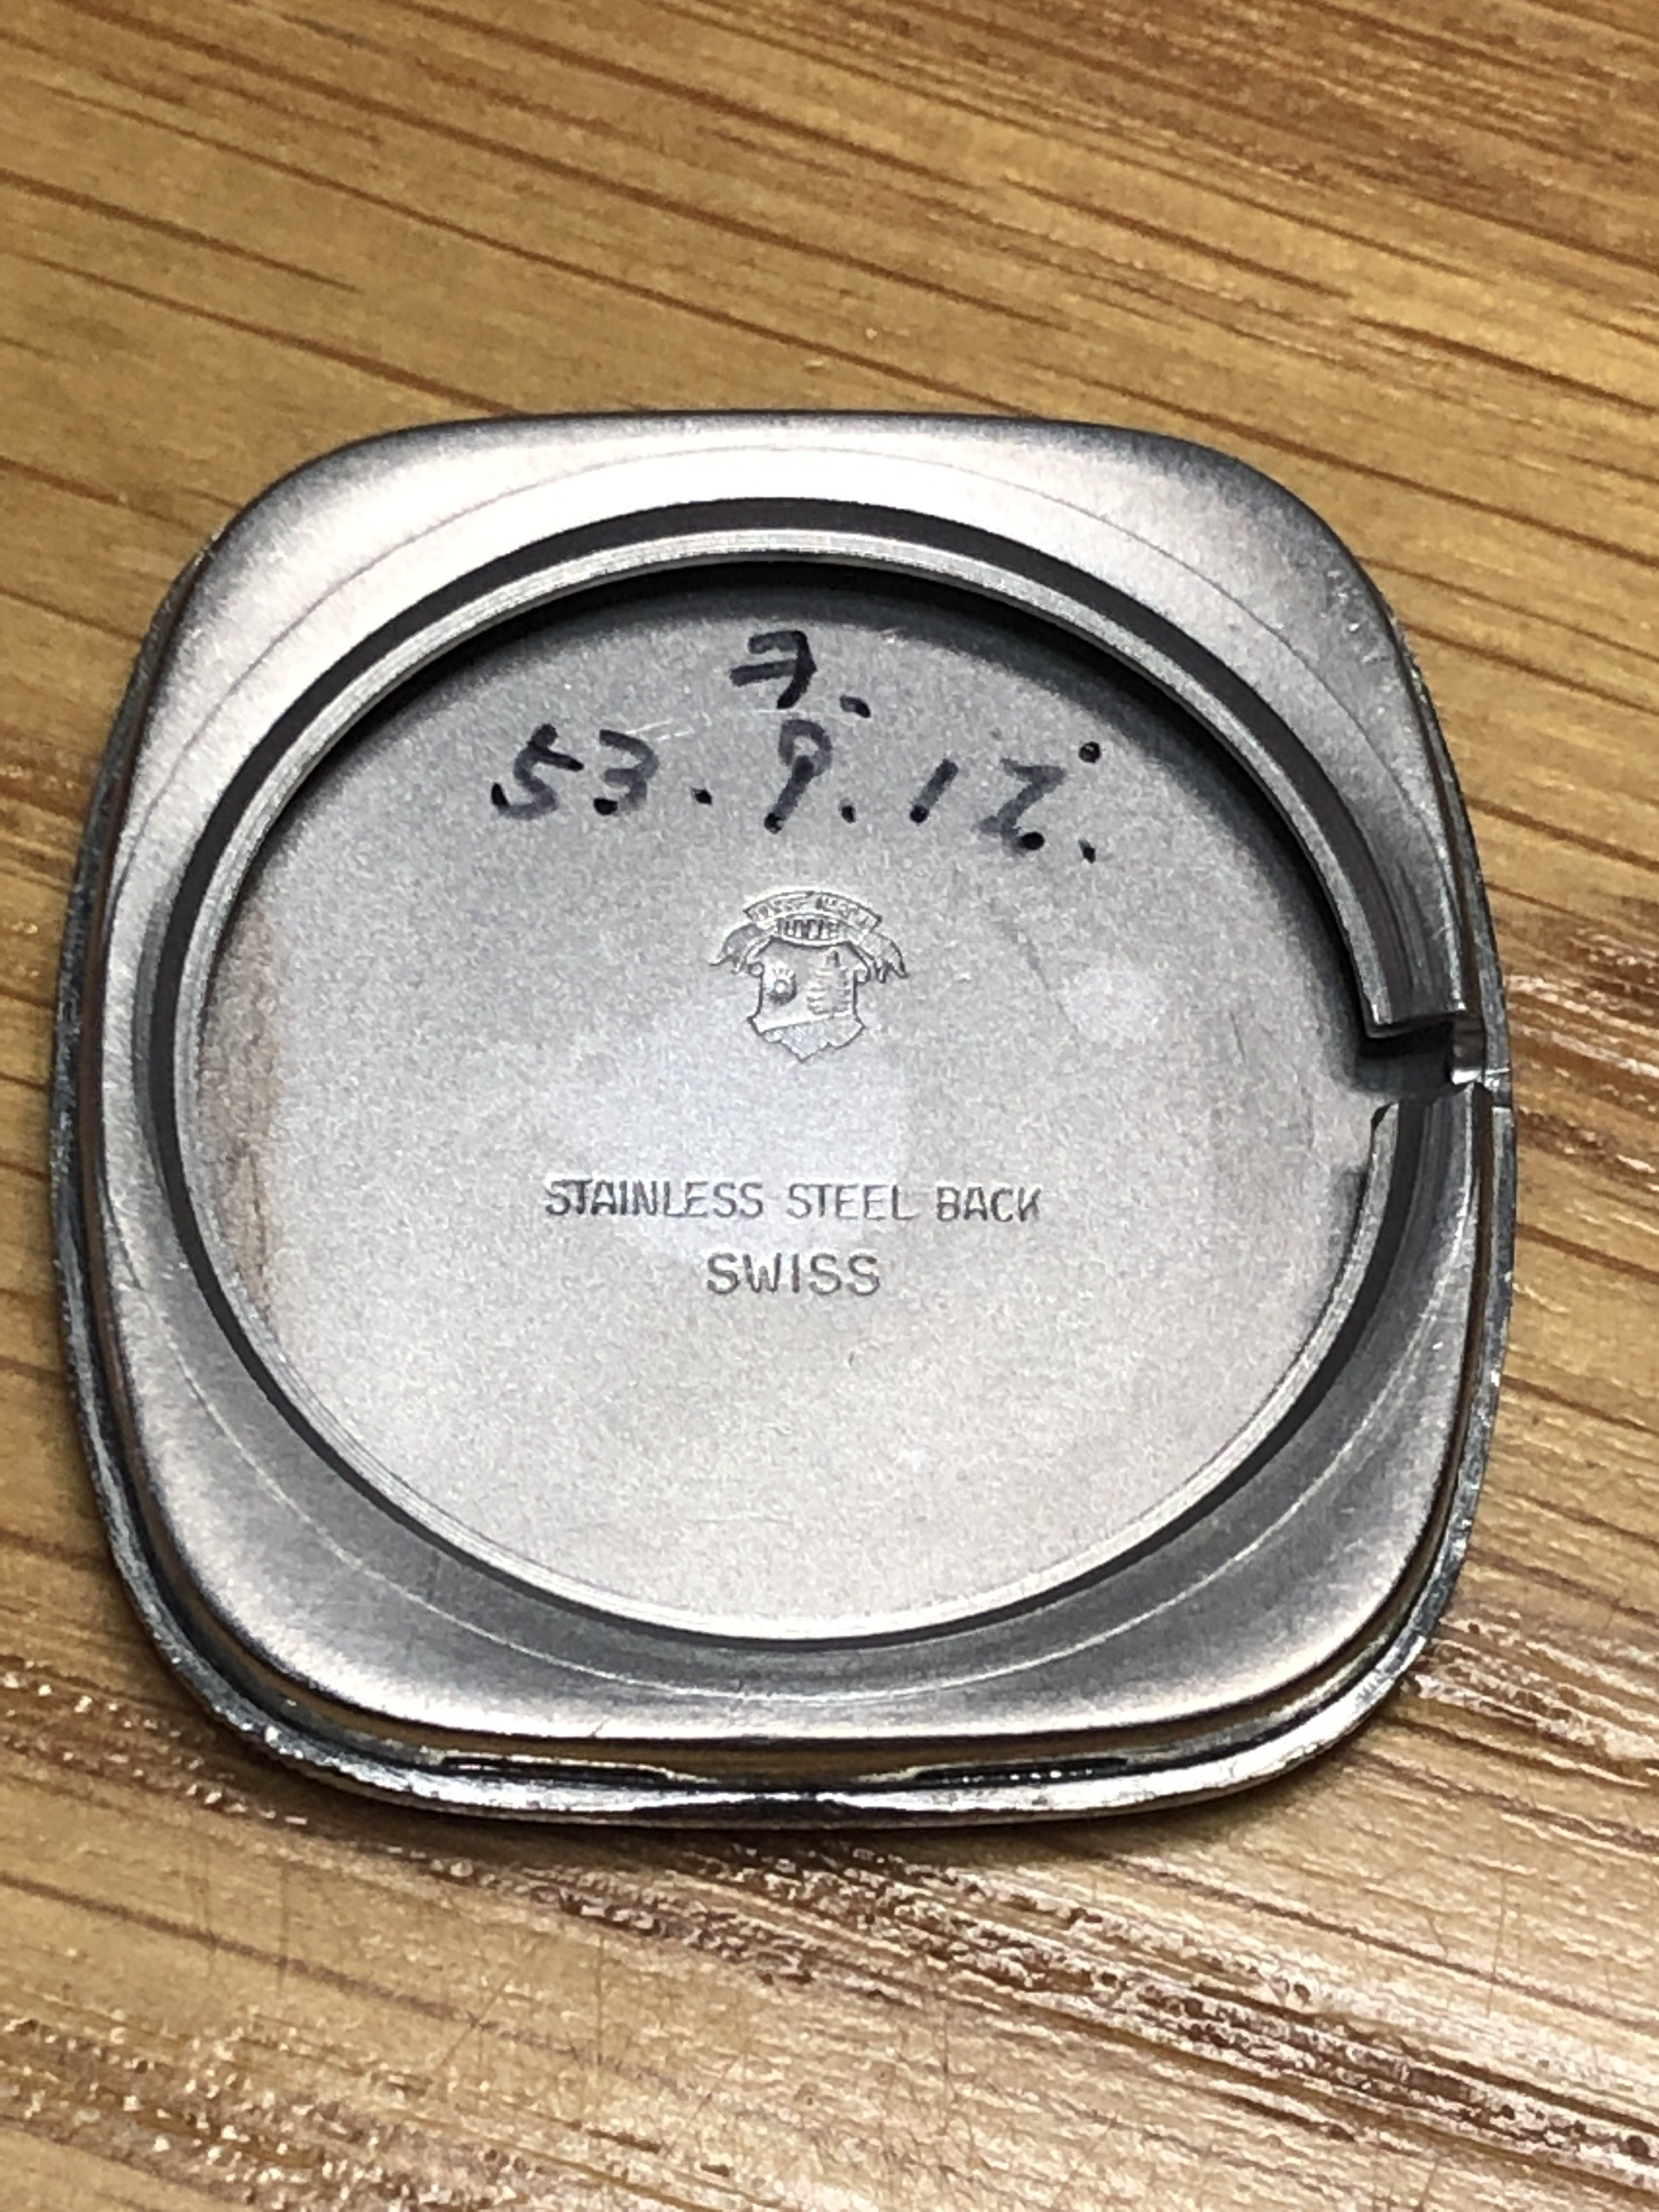 7.
53.9.12.
STAINLESS STEEL BACK
SWISS